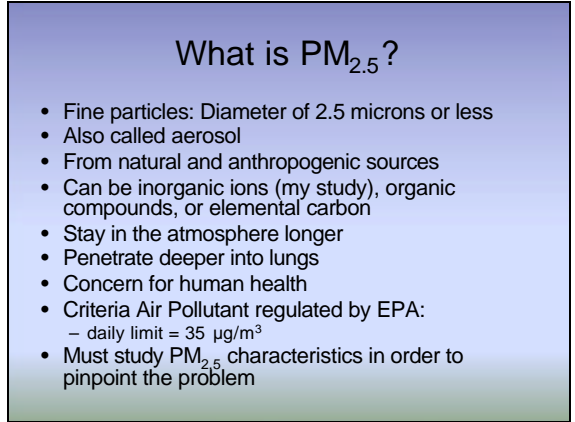 What is PM2.5?
• Fine particles: Diameter of 2.5 microns or less
• Also called aerosol
• From natural and anthropogenic sources
• Can be inorganic ions (my study), organic
compounds, or elemental carbon
• Stay in the atmosphere longer
• Penetrate deeper into lungs
• Concern for human health
• Criteria Air Pollutant regulated by EPA:
– daily limit = 35 µg/m³
• Must study PM2.5 characteristics in order to
pinpoint the problem